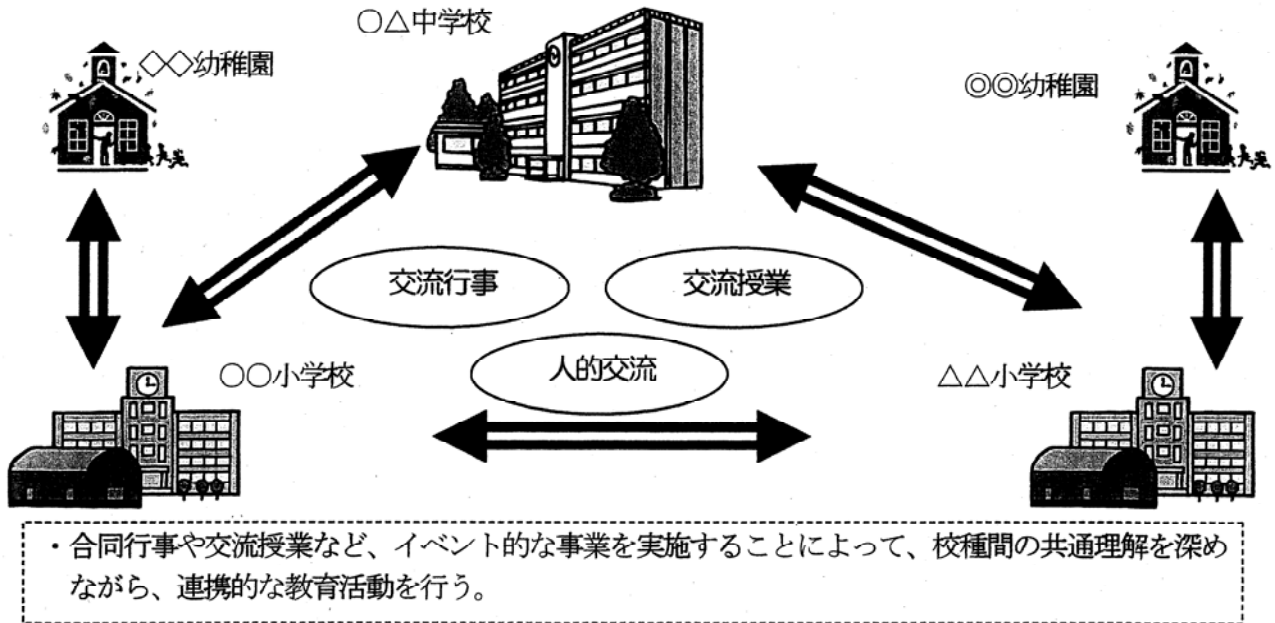 ○△中学校
◇◇幼稚園
◎◎幼稚園
交流行事
交流授業
人的交流
○○小学校
△△小学校
・合同行事や交流授業など、イベント的な事業を実施することによって、校種間の共通理解を深め
ながら、連携的な教育活動を行う。